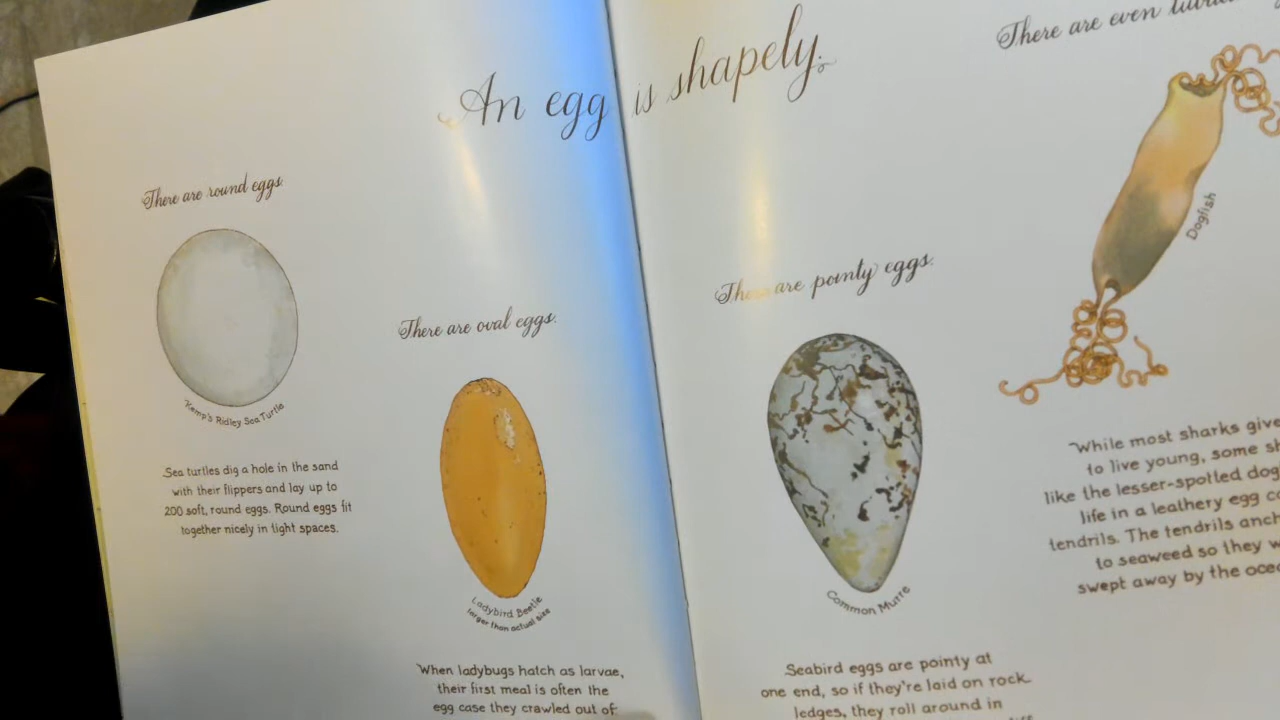 An egg is shapely.
There are round eggs.
Kemp's Ridley Sea Turtle
Sea turtles dig a hole in the sand
with their flippers and lay up to
200 soft, round eggs. Round eggs fit
together nicely in tight spaces.
There are oval eggs.
Ladybird Beetle
larger than actual size
When ladybugs hatch as larvae,
their first meal is often the
egg case they crawled out of.
There are pointy eggs.
Common Murre
Seabird eggs are pointy at
one end, so if they're laid on rock
ledges, they roll around in
There are even
Dogfish
While most sharks give
to live young, some
like the lesser-spotted
life in a leathery egg
tendrils. The tendrils
to seaweed so they
swept away by the